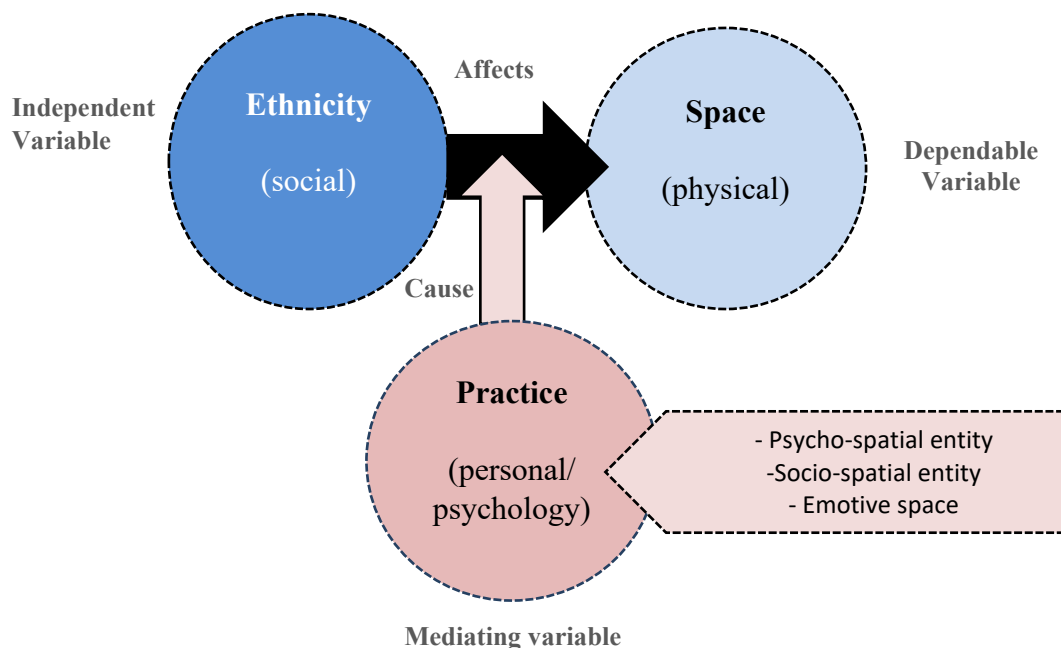 Affects
Independent
Variable
Ethnicity
(social)
Space
(physical)
Dependable
Variable
Cause
Practice
(personal/
psychology)
- Psycho-spatial entity
-Socio-spatial entity
- Emotive space
Mediating variable